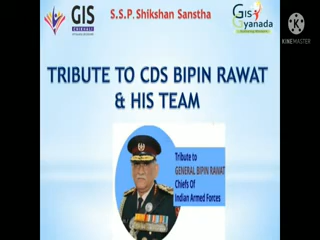 GIS
CHIKHALI
S.S.P. Shikshan Sanstha
Gis
Gyanada
KINEMASTER
TRIBUTE TO CDS BIPIN RAWAT
& HIS TEAM
Tribute to
GENERAL BIPIN RAWAT
Chiefs Of
Indian Armed Forces